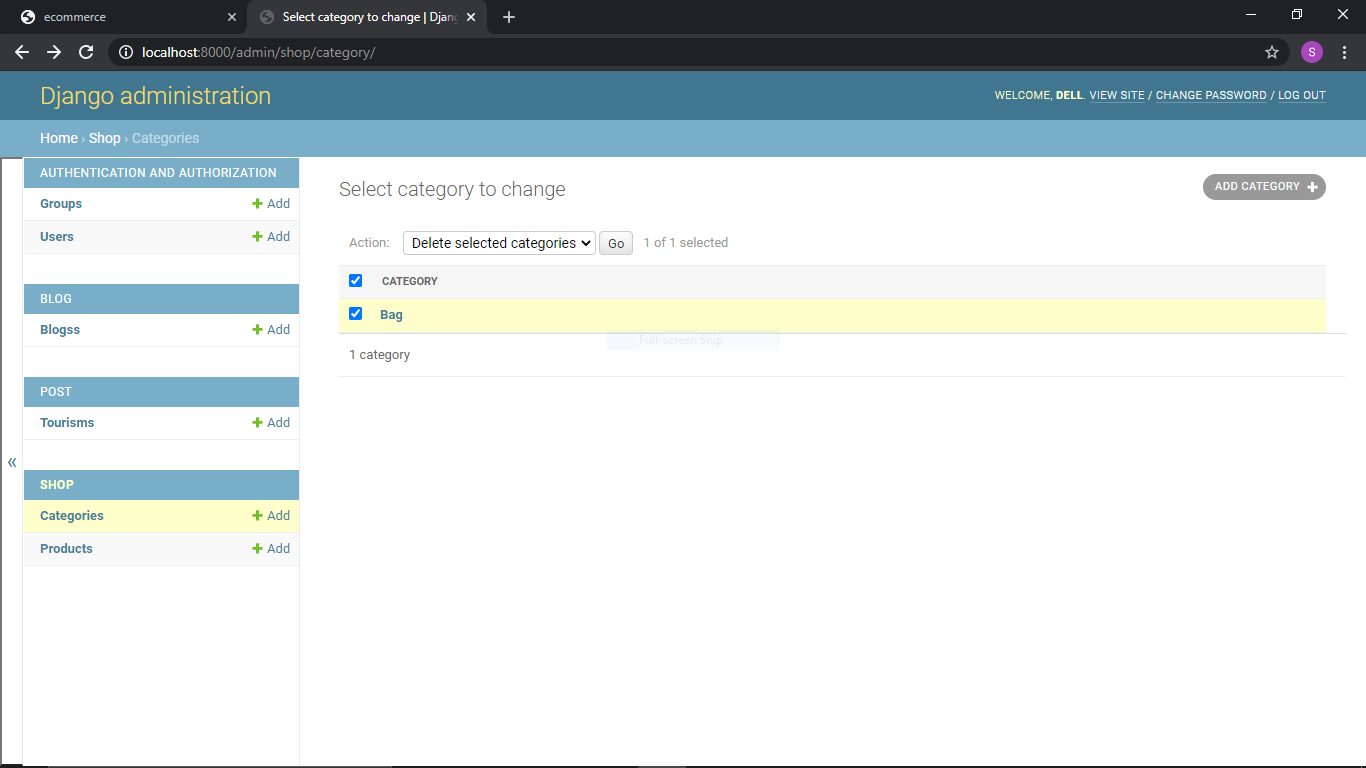 ecommerce
Select category to change | Djang
localhost:8000/admin/shop/category/
S
Django administration
WELCOME, DELL. VIEW SITE / CHANGE PASSWORD / LOG OUT
Home › Shop › Categories
AUTHENTICATION AND AUTHORIZATION
Groups + Add
Users + Add
BLOG
Blogss + Add
POST
Tourisms + Add
«
SHOP
Categories + Add
Products + Add
Select category to change
ADD CATEGORY +
Action: Delete selected categories Go 1 of 1 selected
CATEGORY
Bag
Full-screen Snip
1 category